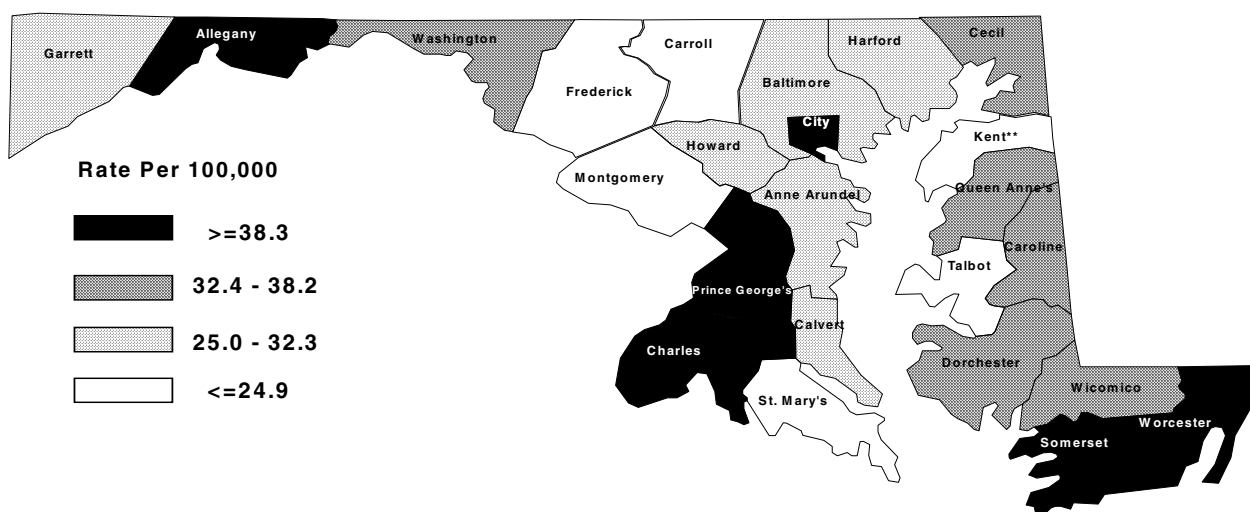 Garrett
Allegany
Washington
Frederick
Carroll
Baltimore
Harford
Cecil
City
Howard
Montgomery
Anne Arundel
Kent**
Queen Anne's
Caroline
Talbot
Rate Per 100,000
>=38.3
32.4 - 38.2
25.0 - 32.3
<=24.9
Prince George's
Charles
Calvert
St. Mary's
Dorchester
Wicomico
Worcester
Somerset